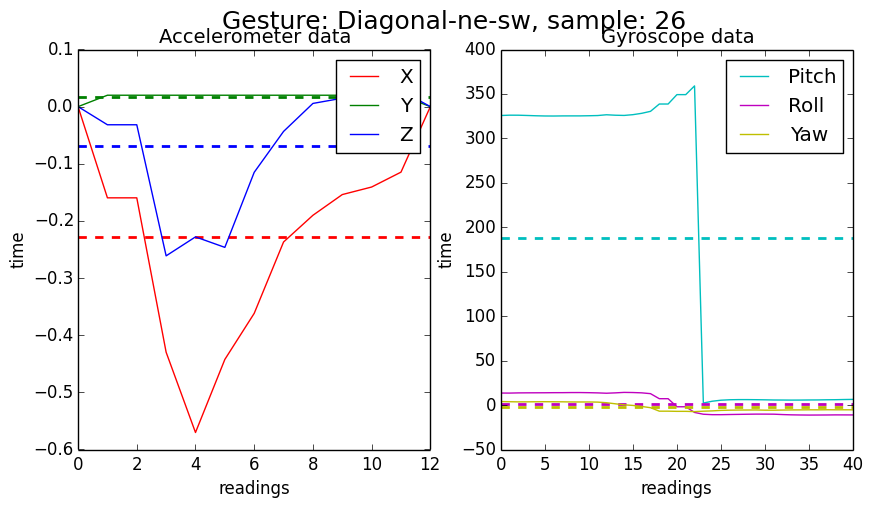 Gesture: Diagonal-ne-sw, sample: 26
Accelerometer data
0.1
0.0
−0.1
−0.2
−0.3
−0.4
−0.5
−0.6
time
X
Y
Z
0 2 4 6 8 10 12
readings
Gyroscope data
400
350
300
250
200
150
100
50
0
−50
time
Pitch
Roll
Yaw
0 5 10 15 20 25 30 35 40
readings